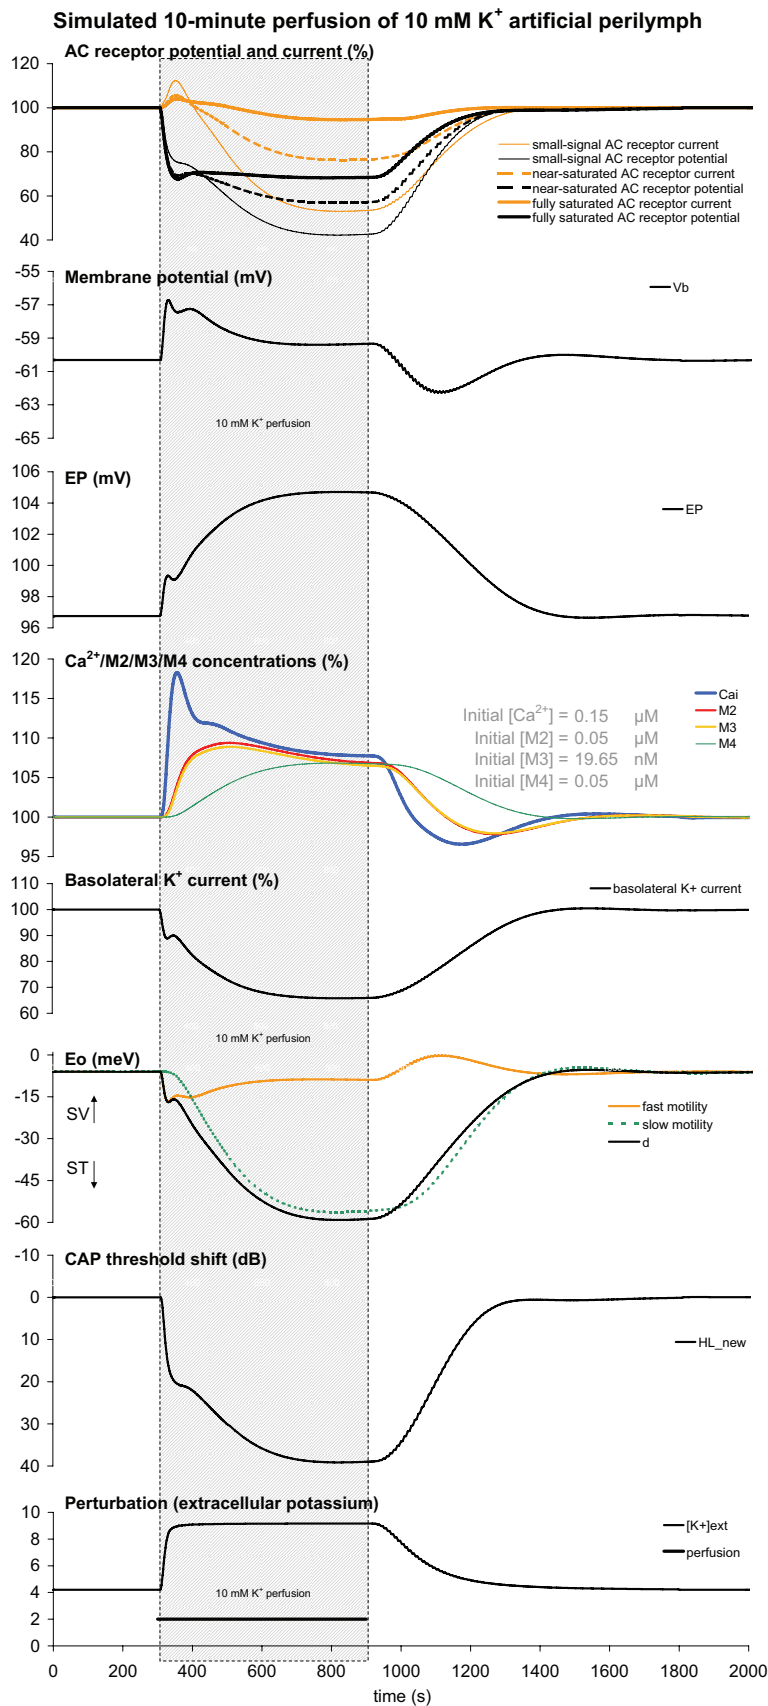 Simulated 10-minute perfusion of 10 mM K⁺ artificial perilymph
AC receptor potential and current (%)
120
100
80
60
40
small-signal AC receptor current
small-signal AC receptor potential
near-saturated AC receptor current
near-saturated AC receptor potential
fully saturated AC receptor current
fully saturated AC receptor potential
Membrane potential (mV)
-55
-57
-59
-61
-63
-65
Vb
10 mM K⁺ perfusion
EP (mV)
106
104
102
100
98
96
EP
Ca²⁺/M2/M3/M4 concentrations (%)
120
115
110
105
100
95
Initial [Ca²⁺] = 0.15 µM
Initial [M2] = 0.05 µM
Initial [M3] = 19.65 nM
Initial [M4] = 0.05 µM
Cai
M2
M3
M4
Basolateral K⁺ current (%)
110
100
90
80
70
60
basolateral K+ current
10 mM K⁺ perfusion
Eo (meV)
0
-15
-30
-45
-60
SV
ST
fast motility
slow motility
d
CAP threshold shift (dB)
-10
0
10
20
30
40
HL_new
Perturbation (extracellular potassium)
10
8
6
4
2
0
[K+]ext
perfusion
10 mM K⁺ perfusion
0 200 400 600 800 1000 1200 1400 1600 1800 2000
time (s)